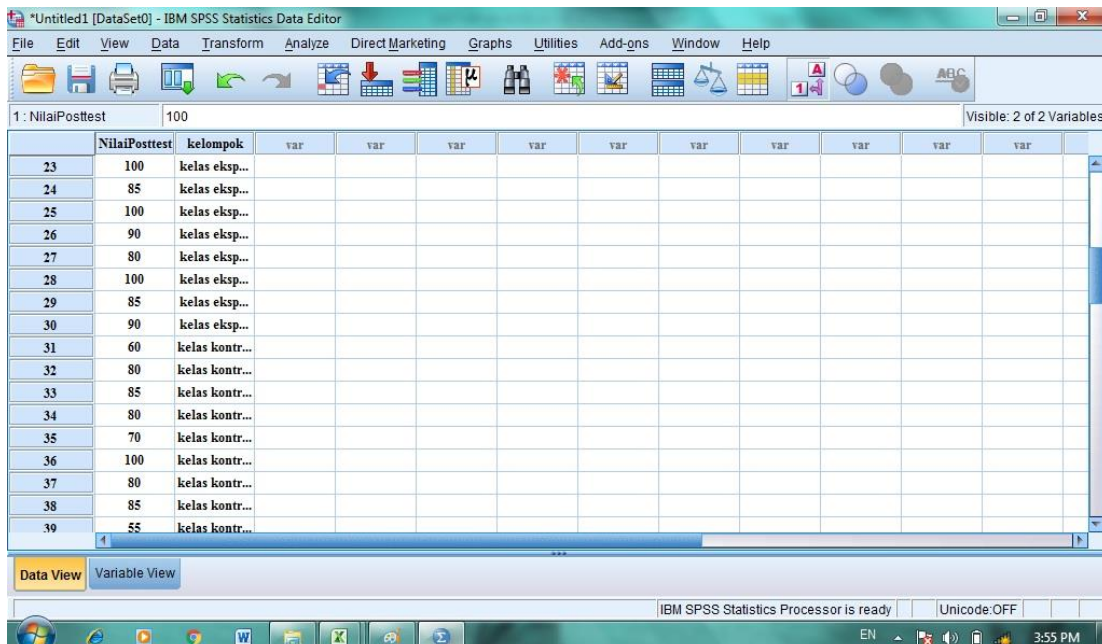 *Untitled1 [DataSet0] - IBM SPSS Statistics Data Editor
File Edit View Data Transform Analyze Direct Marketing Graphs Utilities Add-ons Window Help
1 : NilaiPosttest 100 Visible: 2 of 2 Variables
NilaiPosttest kelompok var var var var var var var var var var
23 100 kelas eksp...
24 85 kelas eksp...
25 100 kelas eksp...
26 90 kelas eksp...
27 80 kelas eksp...
28 100 kelas eksp...
29 85 kelas eksp...
30 90 kelas eksp...
31 60 kelas kontr...
32 80 kelas kontr...
33 85 kelas kontr...
34 80 kelas kontr...
35 70 kelas kontr...
36 100 kelas kontr...
37 80 kelas kontr...
38 85 kelas kontr...
39 55 kelas kontr...
Data View Variable View
IBM SPSS Statistics Processor is ready Unicode:OFF
EN 3:55 PM